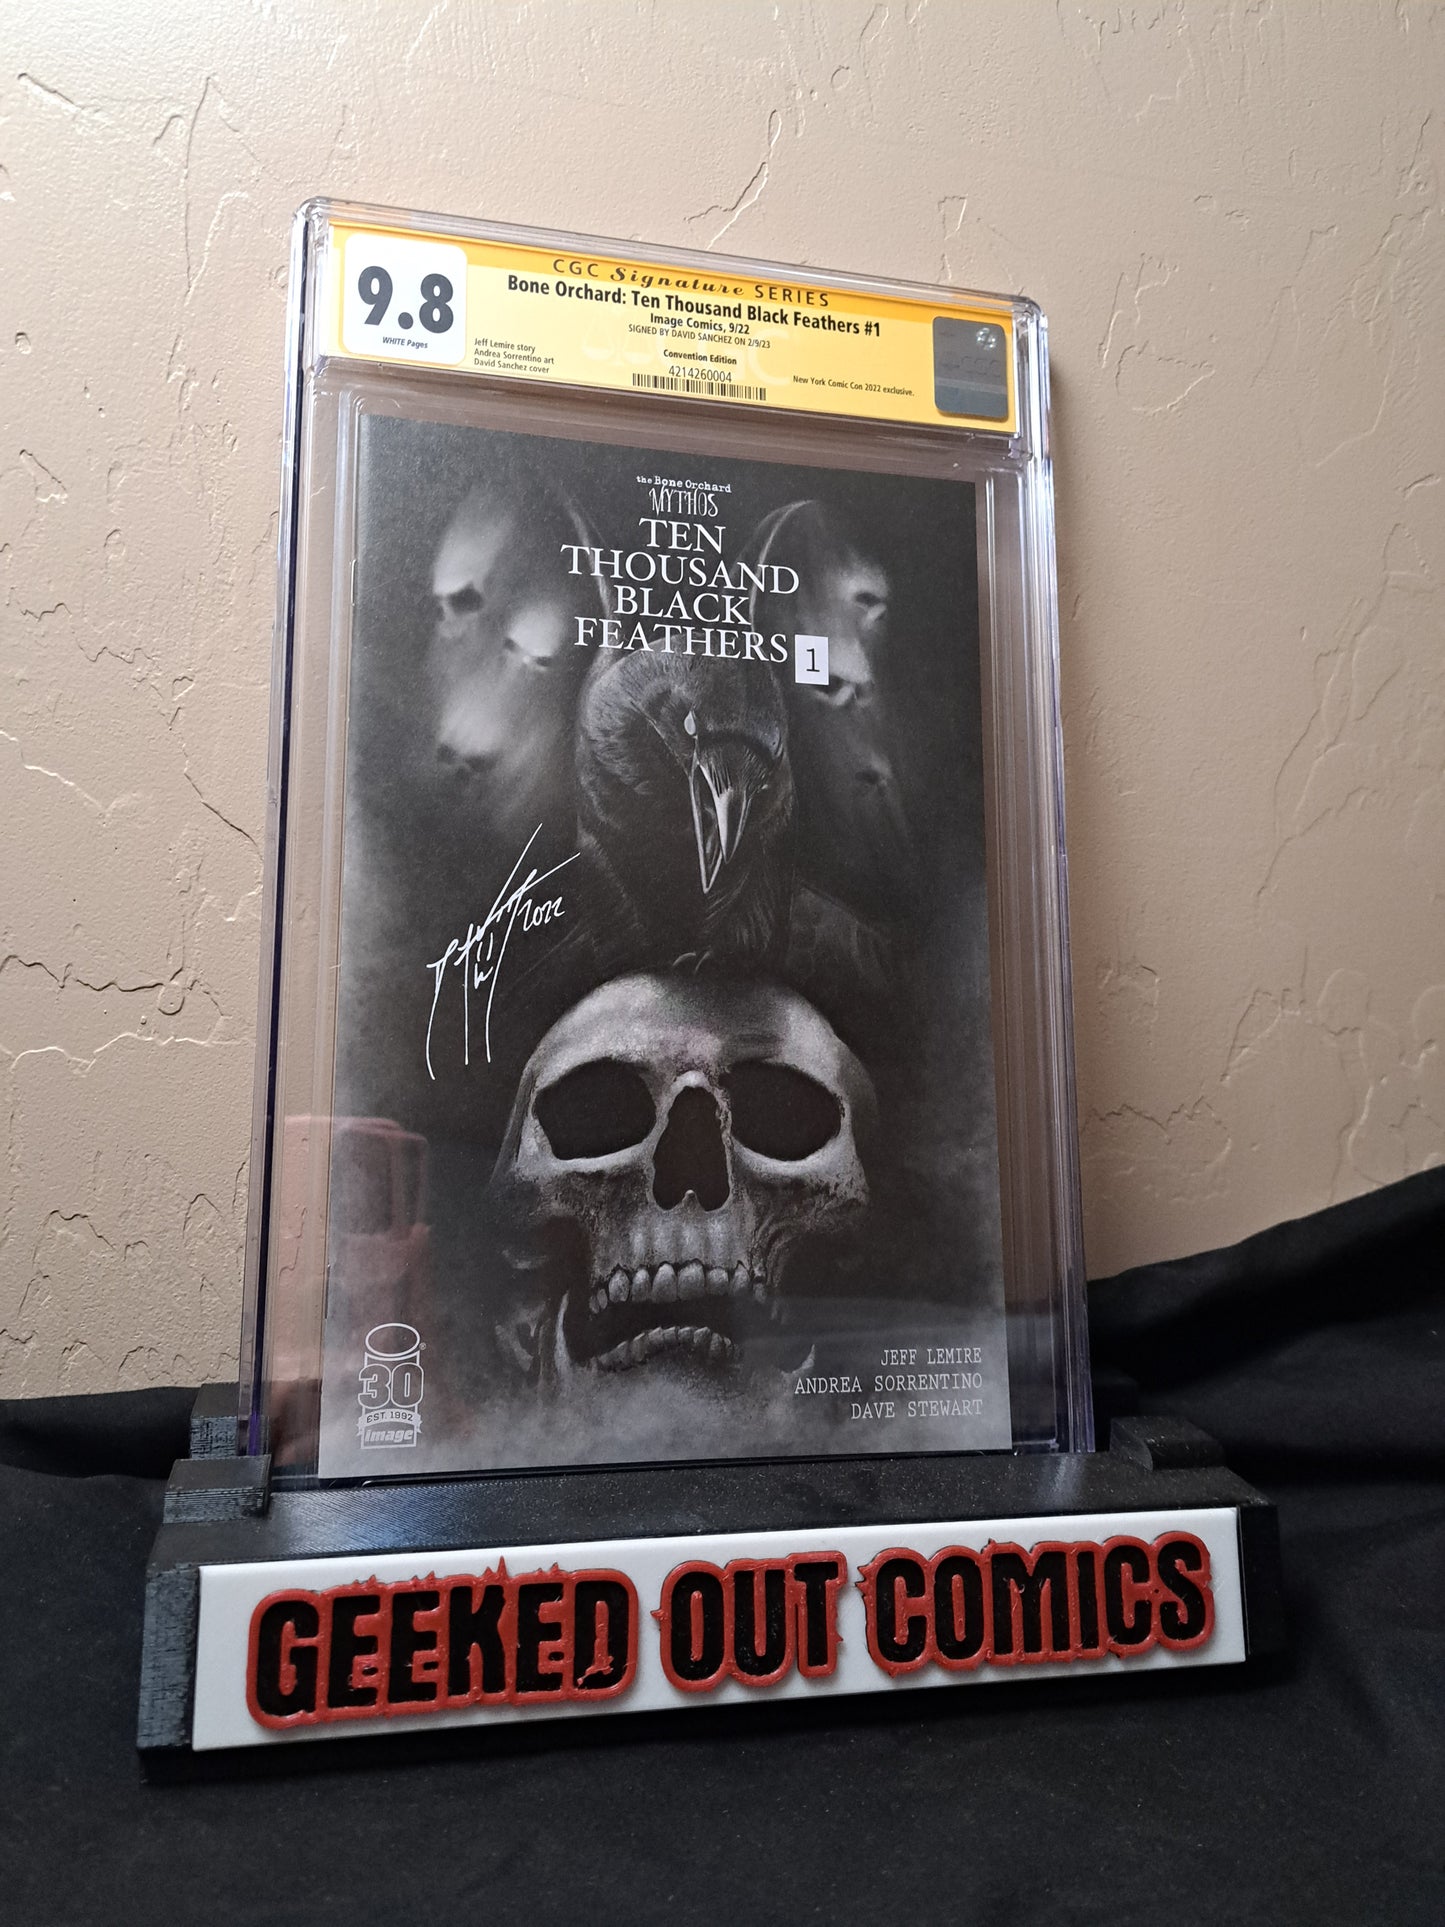 9.8
WHITE Pages
CGC Signature SERIES
Bone Orchard: Ten Thousand Black Feathers #1
Image Comics, 9/22
SIGNED BY DAVID SANCHEZ ON 2/9/23
Jeff Lemire story
Andrea Sorrentino art
David Sanchez cover
Convention Edition
4214260004
New York Comic Con 2022 exclusive.
the Bone Orchard
MYTHOS
TEN
THOUSAND
BLACK
FEATHERS 1
2022
JEFF LEMIRE
ANDREA SORRENTINO
DAVE STEWART
30
EST. 1992
image
GEEKED OUT COMICS